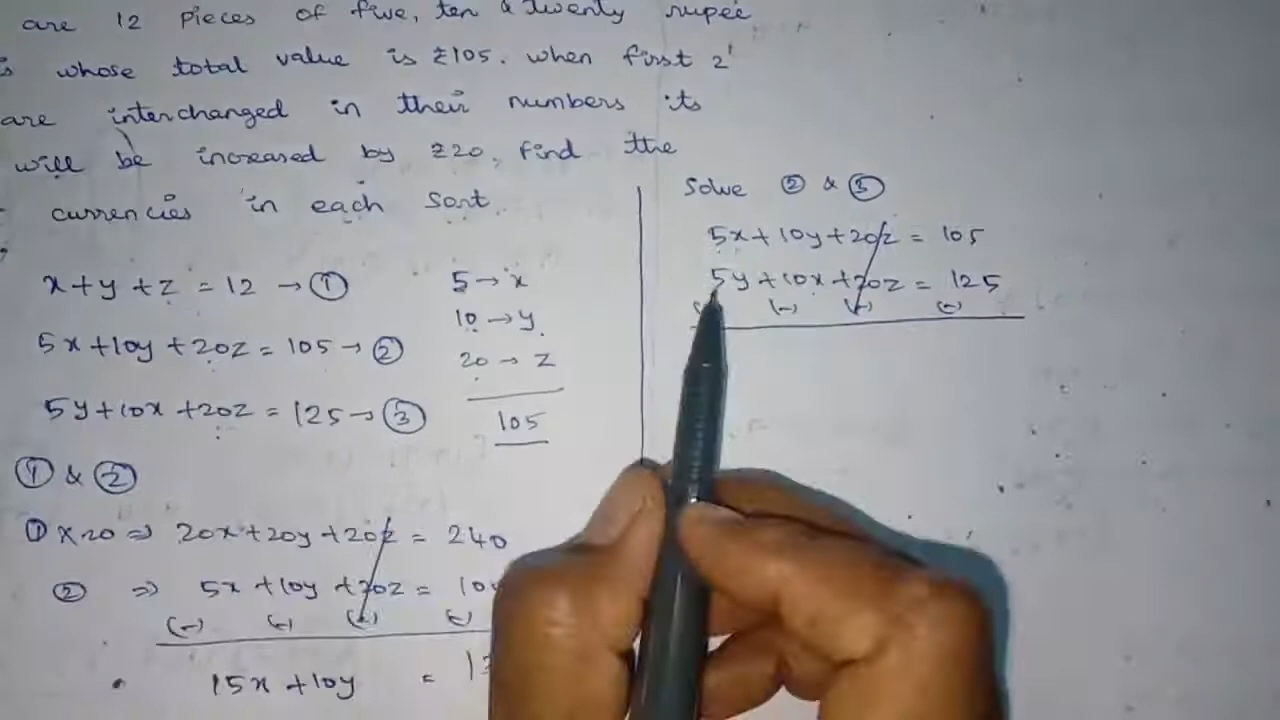 are 12 pieces of five, ten & twenty rupee
whose total value is ₹105. when first 2
are interchanged in their numbers its
will be increased by ₹20, find the
currencies in each sort.
x+y+z = 12 → ①
5x+10y+20z = 105 → ②
5y+10x+20z = 125 → ③
5 → x
10 → y
20 → z
105
① & ②
① x20 ⇒ 20x+20y+20z = 240
② ⇒ 5x+10y+20z =
(-) (-) (-) (-)
15x+10y =
Solve ② & ③
5x+10y+20z = 105
5y+10x+20z = 125
(-) (-) (-)